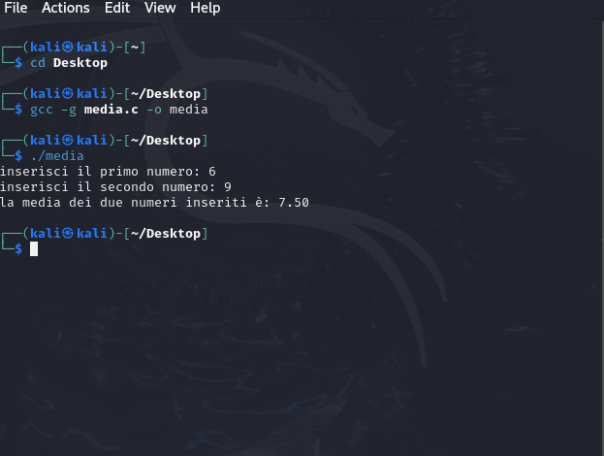 File Actions Edit View Help
┌──(kali㉿kali)-[~]
└─$ cd Desktop
┌──(kali㉿kali)-[~/Desktop]
└─$ gcc -g media.c -o media
┌──(kali㉿kali)-[~/Desktop]
└─$ ./media
inserisci il primo numero: 6
inserisci il secondo numero: 9
la media dei due numeri inseriti è: 7.50
┌──(kali㉿kali)-[~/Desktop]
└─$